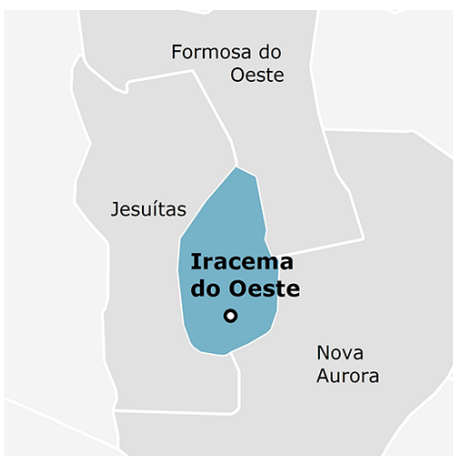 Formosa do
Oeste
Jesuítas
Iracema
do Oeste
Nova
Aurora